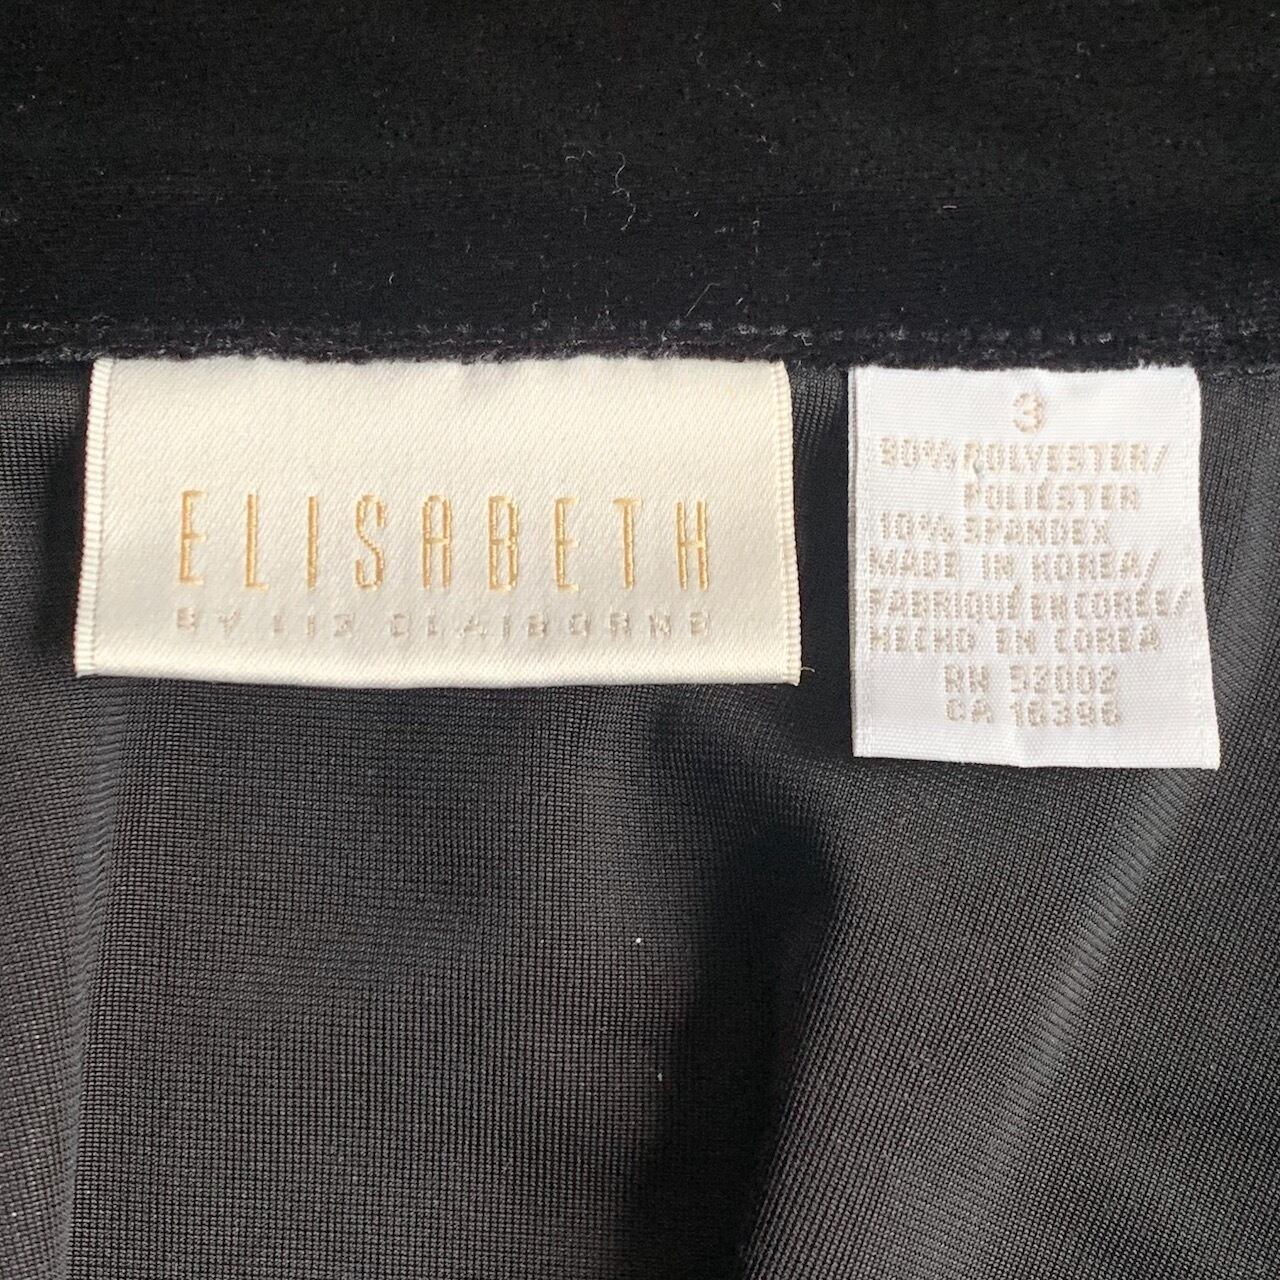 ELISABETH
BY LIZ CLAIBORNE
3
90% POLYESTER/
POLIÉSTER
10% SPANDEX
MADE IN KOREA/
FABRIQUÉ EN CORÉE/
HECHO EN COREA
RN 52002
CA 16396